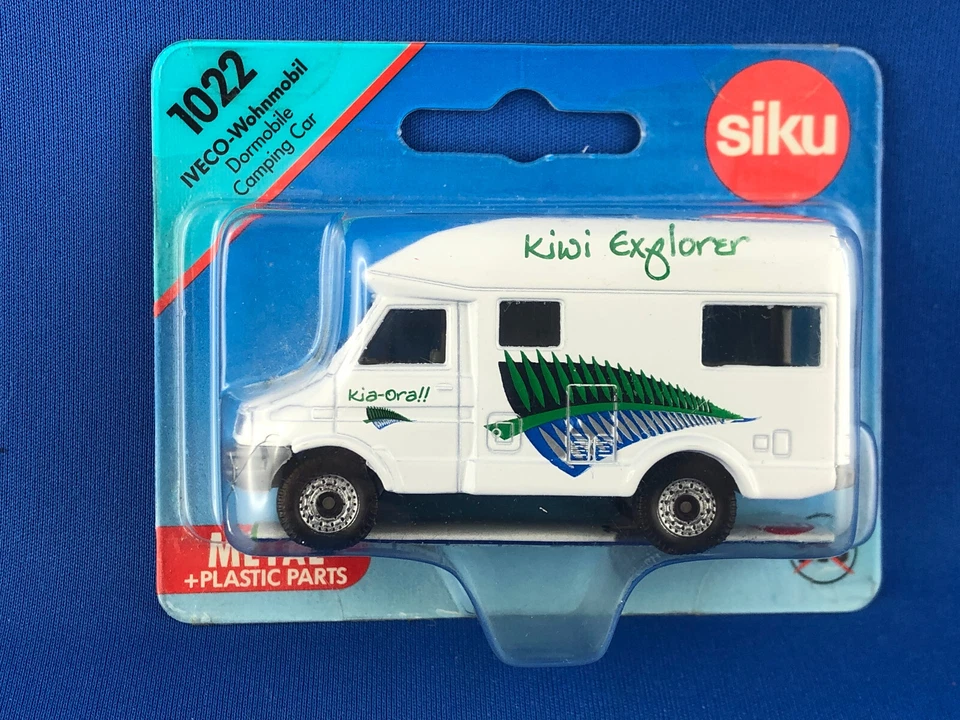 1022
IVECO-Wohnmobil
Dormobile
Camping Car
siku
Kiwi Explorer
Kia-Ora!!
METAL
+PLASTIC PARTS